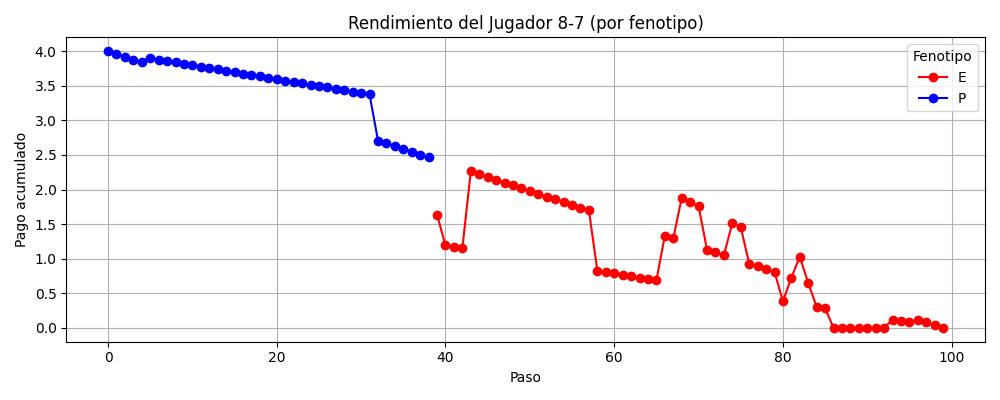 Rendimiento del Jugador 8-7 (por fenotipo)
Pago acumulado
4.0
3.5
3.0
2.5
2.0
1.5
1.0
0.5
0.0
Fenotipo
E
P
0 20 40 60 80 100
Paso